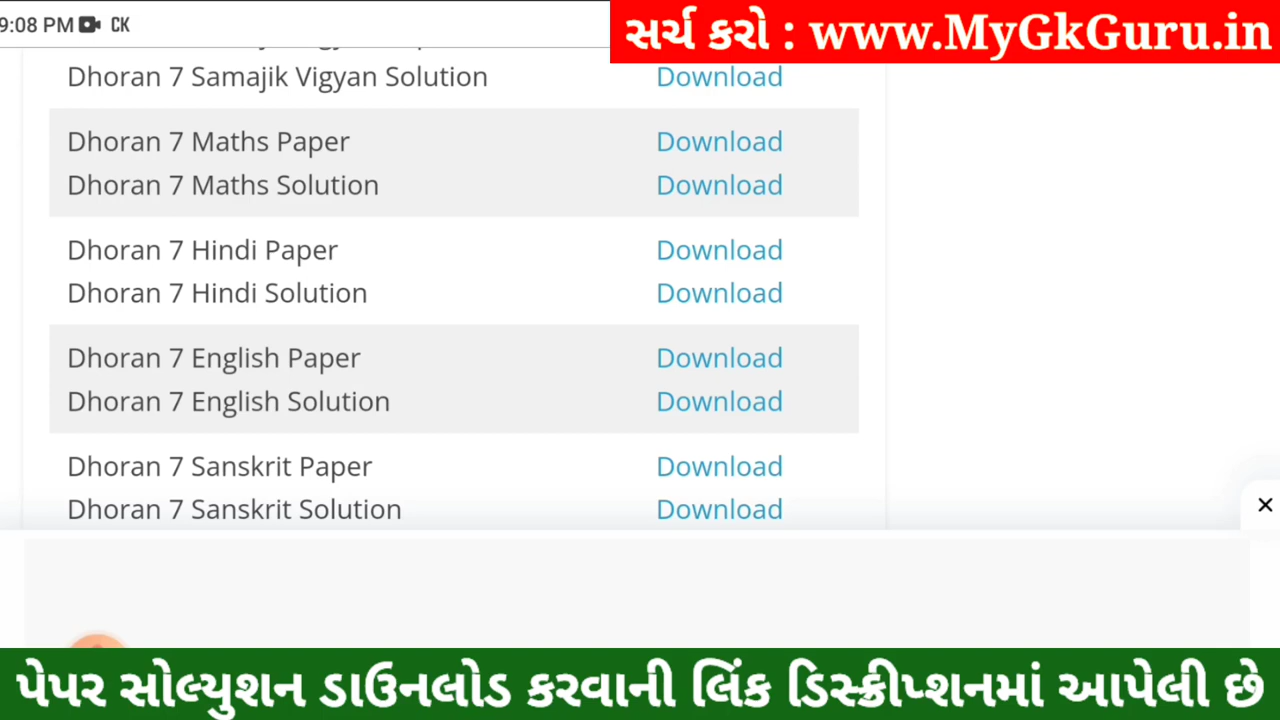 9:08 PM CK
સર્ચ કરો : www.MyGkGuru.in
Dhoran 7 Samajik Vigyan Solution Download
Dhoran 7 Maths Paper Download
Dhoran 7 Maths Solution Download
Dhoran 7 Hindi Paper Download
Dhoran 7 Hindi Solution Download
Dhoran 7 English Paper Download
Dhoran 7 English Solution Download
Dhoran 7 Sanskrit Paper Download
Dhoran 7 Sanskrit Solution Download
પેપર સોલ્યુશન ડાઉનલોડ કરવાની લિંક ડિસ્ક્રીપ્શનમાં આપેલી છે